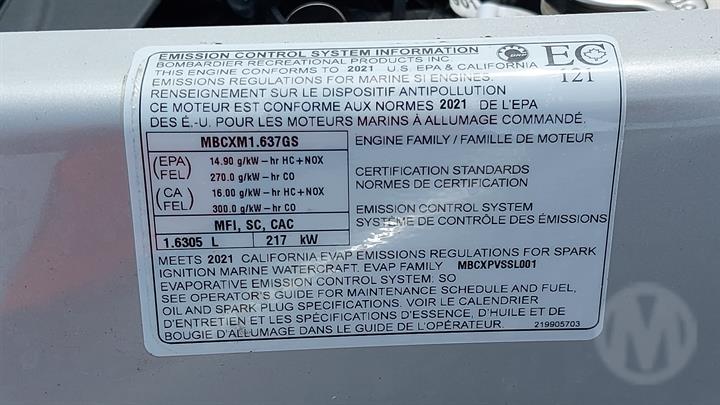 EMISSION CONTROL SYSTEM INFORMATION
BOMBARDIER RECREATIONAL PRODUCTS INC.
THIS ENGINE CONFORMS TO 2021 U.S. EPA & CALIFORNIA
EMISSIONS REGULATIONS FOR MARINE SI ENGINES.
BRP
EC
121
RENSEIGNEMENT SUR LE DISPOSITIF ANTIPOLLUTION
CE MOTEUR EST CONFORME AUX NORMES 2021 DE L'EPA
DES É.-U. POUR LES MOTEURS MARINS À ALLUMAGE COMMANDÉ.
MBCXM1.637GS ENGINE FAMILY / FAMILLE DE MOTEUR
(EPA FEL) 14.90 g/kW-hr HC+NOX
270.0 g/kW-hr CO
(CA FEL) 16.00 g/kW-hr HC+NOX
300.0 g/kW-hr CO
CERTIFICATION STANDARDS
NORMES DE CERTIFICATION
MFI, SC, CAC
1.6305 L 217 kW
EMISSION CONTROL SYSTEM
SYSTÈME DE CONTRÔLE DES ÉMISSIONS
MEETS 2021 CALIFORNIA EVAP EMISSIONS REGULATIONS FOR SPARK
IGNITION MARINE WATERCRAFT. EVAP FAMILY MBCXPVSSL001
EVAPORATIVE EMISSION CONTROL SYSTEM: SO
SEE OPERATOR'S GUIDE FOR MAINTENANCE SCHEDULE AND FUEL,
OIL AND SPARK PLUG SPECIFICATIONS. VOIR LE CALENDRIER
D'ENTRETIEN ET LES SPÉCIFICATIONS D'ESSENCE, D'HUILE ET DE
BOUGIE D'ALLUMAGE DANS LE GUIDE DE L'OPÉRATEUR.
219905703
M